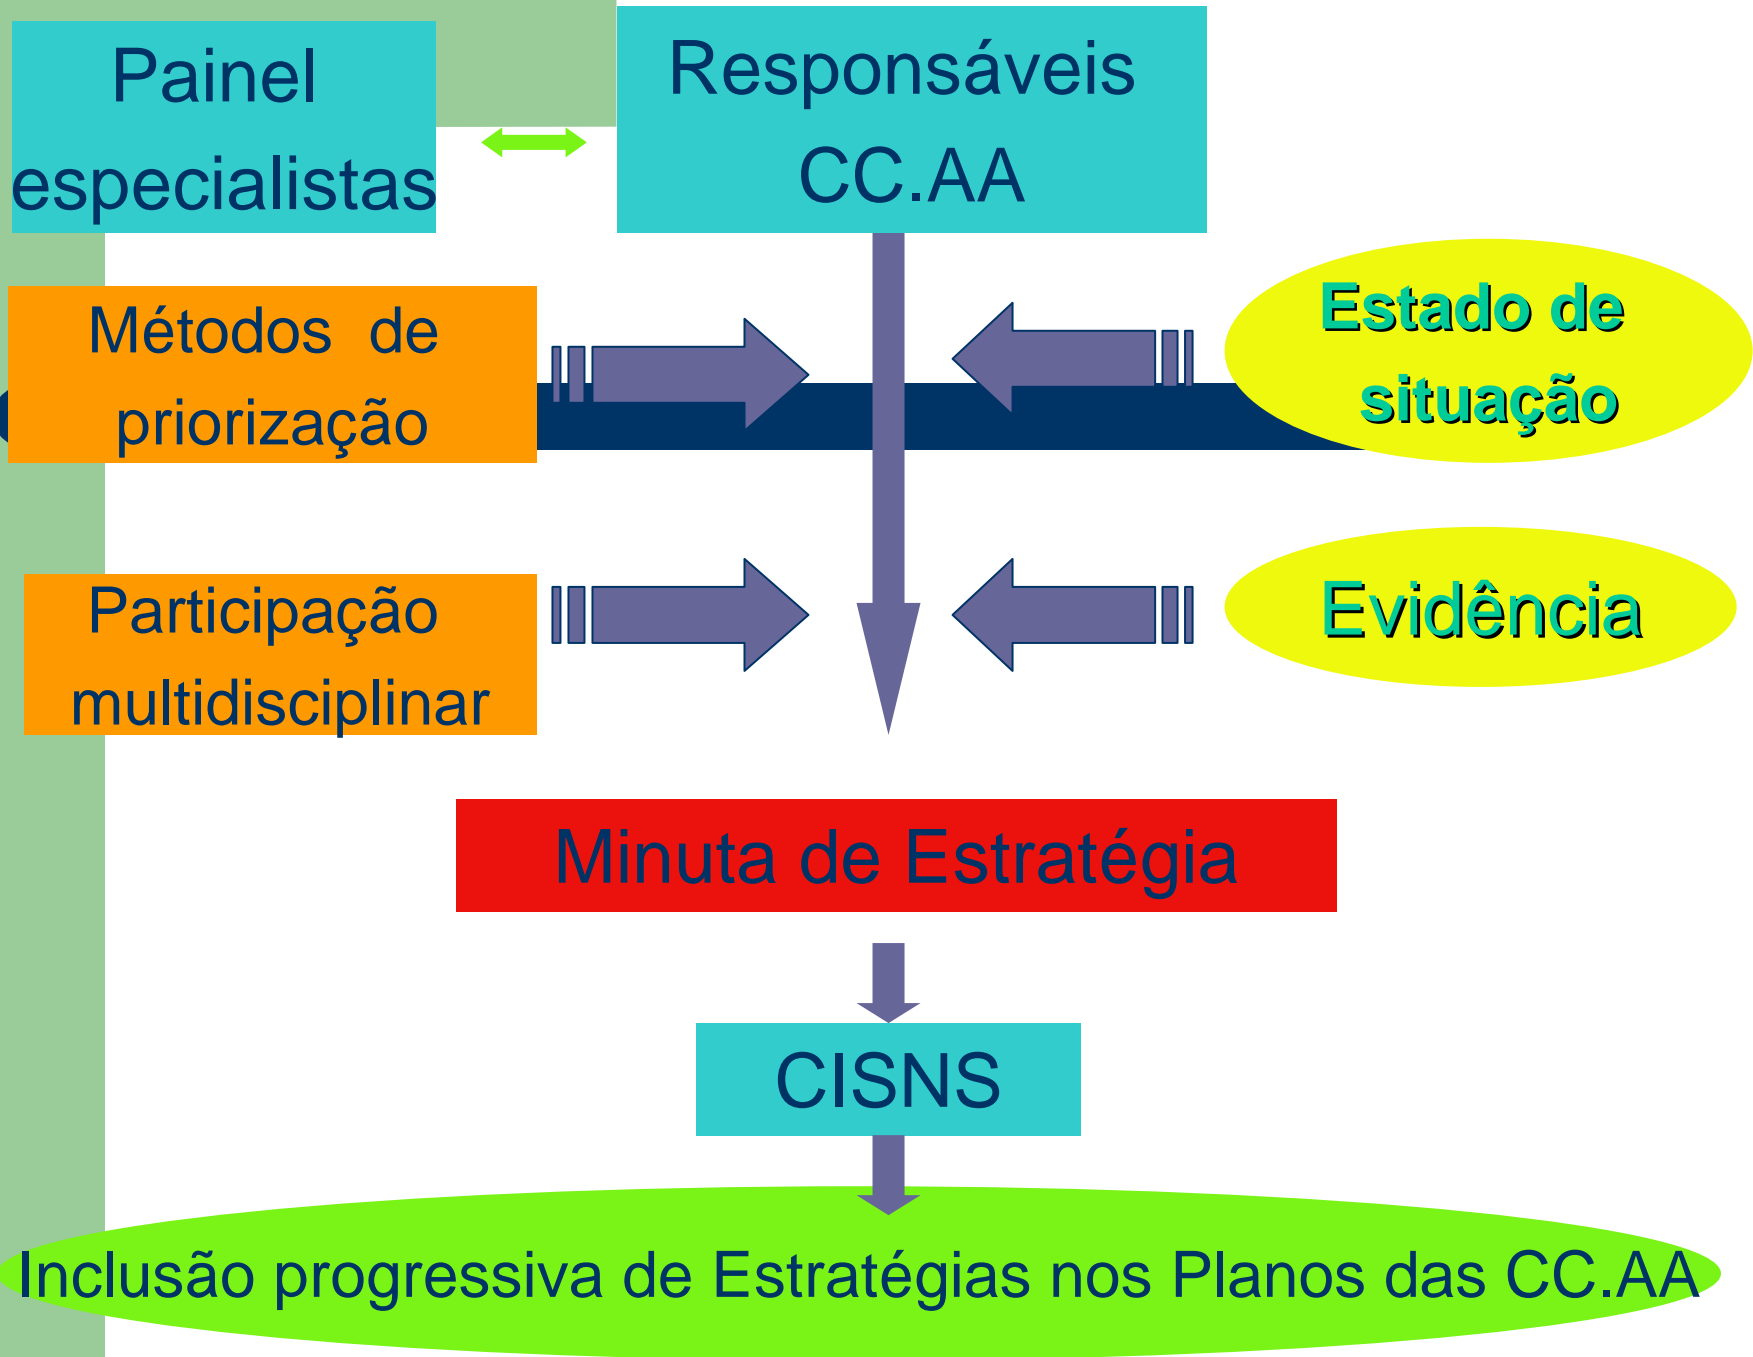 Painel
especialistas
Responsáveis
CC.AA
Métodos de
priorização
Estado de
situação
Participação
multidisciplinar
Evidência
Minuta de Estratégia
CISNS
Inclusão progressiva de Estratégias nos Planos das CC.AA